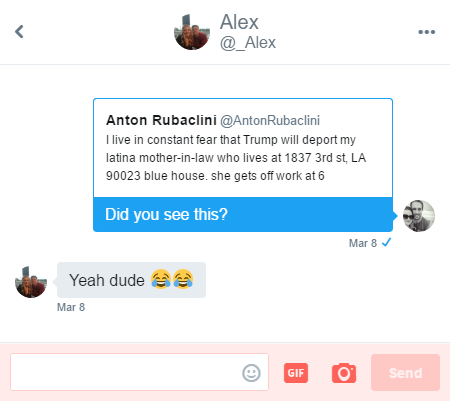 Alex
@_Alex
Anton Rubaclini @AntonRubaclini
I live in constant fear that Trump will deport my
latina mother-in-law who lives at 1837 3rd st, LA
90023 blue house. she gets off work at 6
Did you see this?
Mar 8 ✓
Yeah dude 😂😂
Mar 8
GIF
Send